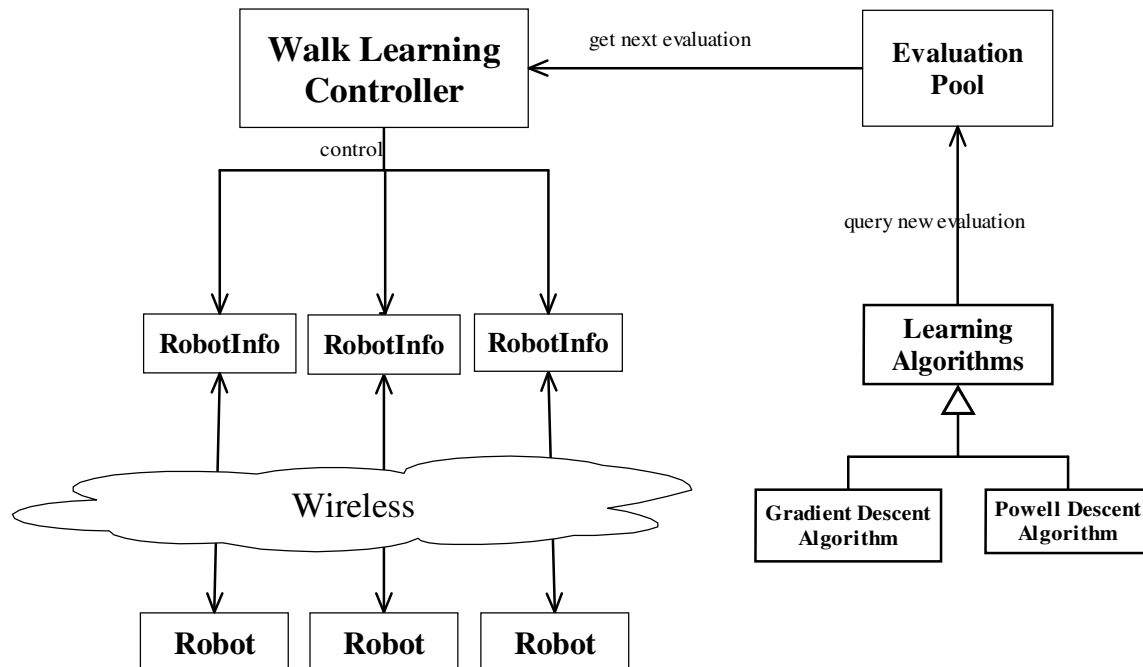 Walk Learning
Controller
get next evaluation
Evaluation
Pool
control
query new evaluation
RobotInfo
RobotInfo
RobotInfo
Learning
Algorithms
Wireless
Gradient Descent
Algorithm
Powell Descent
Algorithm
Robot
Robot
Robot